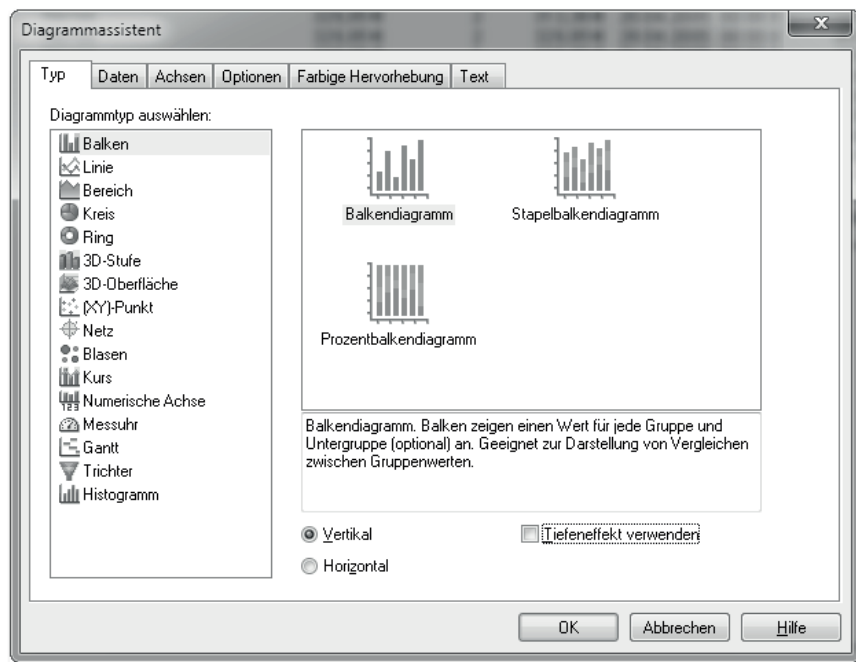 Diagrammassistent
Typ
Daten
Achsen
Optionen
Farbige Hervorhebung
Text
Diagrammtyp auswählen:
Balken
Linie
Bereich
Kreis
Ring
3D-Stufe
3D-Oberfläche
(XY)-Punkt
Netz
Blasen
Kurs
Numerische Achse
Messuhr
Gantt
Trichter
Histogramm
Balkendiagramm
Stapelbalkendiagramm
Prozentbalkendiagramm
Balkendiagramm. Balken zeigen einen Wert für jede Gruppe und
Untergruppe (optional) an. Geeignet zur Darstellung von Vergleichen
zwischen Gruppenwerten.
Vertikal
Tiefeneffekt verwenden
Horizontal
OK
Abbrechen
Hilfe